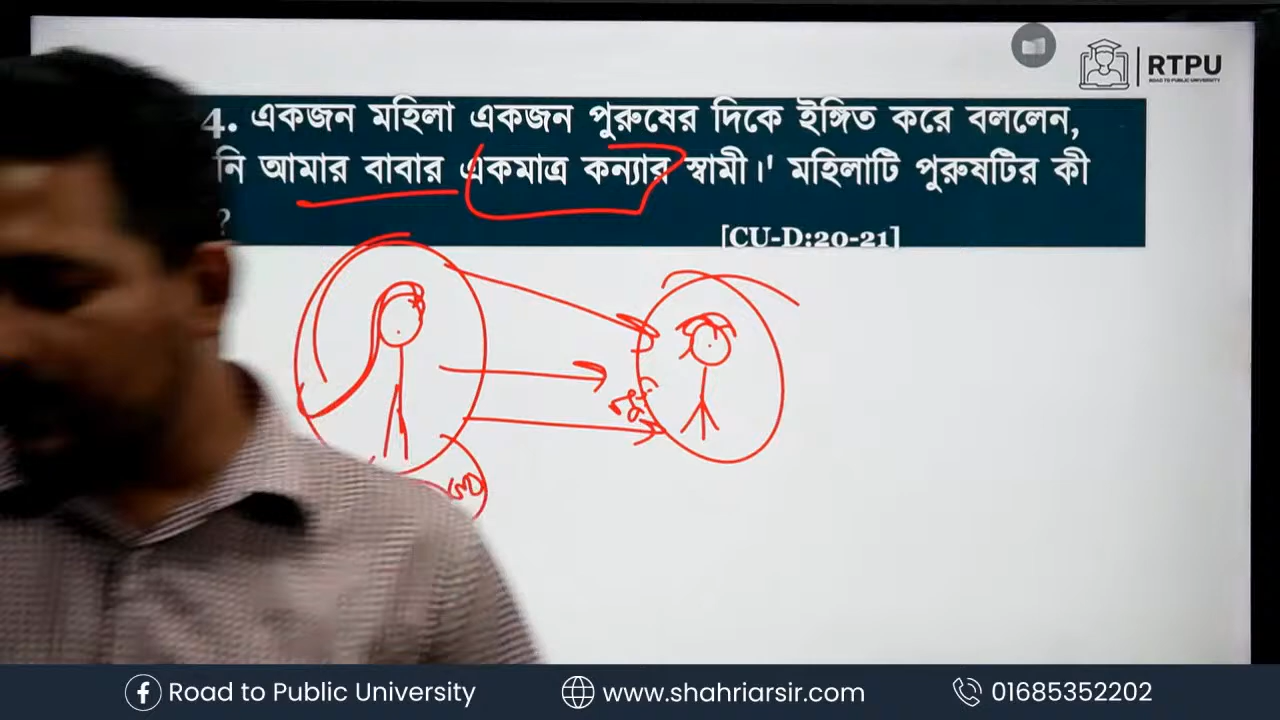 RTPU
ROAD TO PUBLIC UNIVERSITY
4. একজন মহিলা একজন পুরুষের দিকে ইঙ্গিত করে বললেন,
নি আমার বাবার একমাত্র কন্যার স্বামী।' মহিলাটি পুরুষটির কী
?
[CU-D:20-21]
Road to Public University
www.shahriarsir.com
01685352202